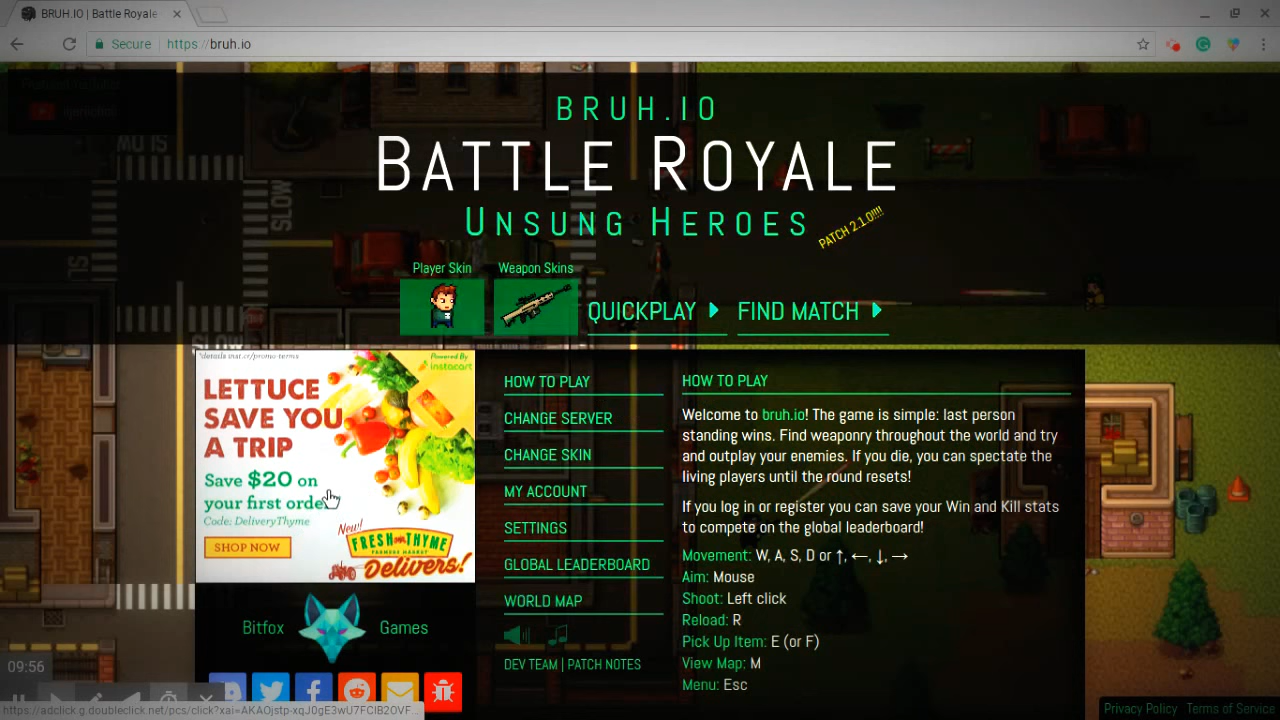 BRUH.IO | Battle Royale
Secure https://bruh.io
BRUH.IO
BATTLE ROYALE
UNSUNG HEROES
PATCH 2.1.0!!!!
Player Skin
Weapon Skins
QUICKPLAY
FIND MATCH
SLOW
SLOW
*details inst.cr/promo terms
Powered By
instacart
LETTUCE
SAVE YOU
A TRIP
Save $20 on
your first order
Code: DeliveryThyme
SHOP NOW
New!!
FRESH THYME
FARMERS MARKET
Delivers!
Bitfox Games
HOW TO PLAY
CHANGE SERVER
CHANGE SKIN
MY ACCOUNT
SETTINGS
GLOBAL LEADERBOARD
WORLD MAP
DEV TEAM | PATCH NOTES
HOW TO PLAY
Welcome to bruh.io! The game is simple: last person
standing wins. Find weaponry throughout the world and try
and outplay your enemies. If you die, you can spectate the
living players until the round resets!
If you log in or register you can save your Win and Kill stats
to compete on the global leaderboard!
Movement: W, A, S, D or ↑, ←, ↓, →
Aim: Mouse
Shoot: Left click
Reload: R
Pick Up Item: E (or F)
View Map: M
Menu: Esc
09:56
Privacy Policy Terms of Service